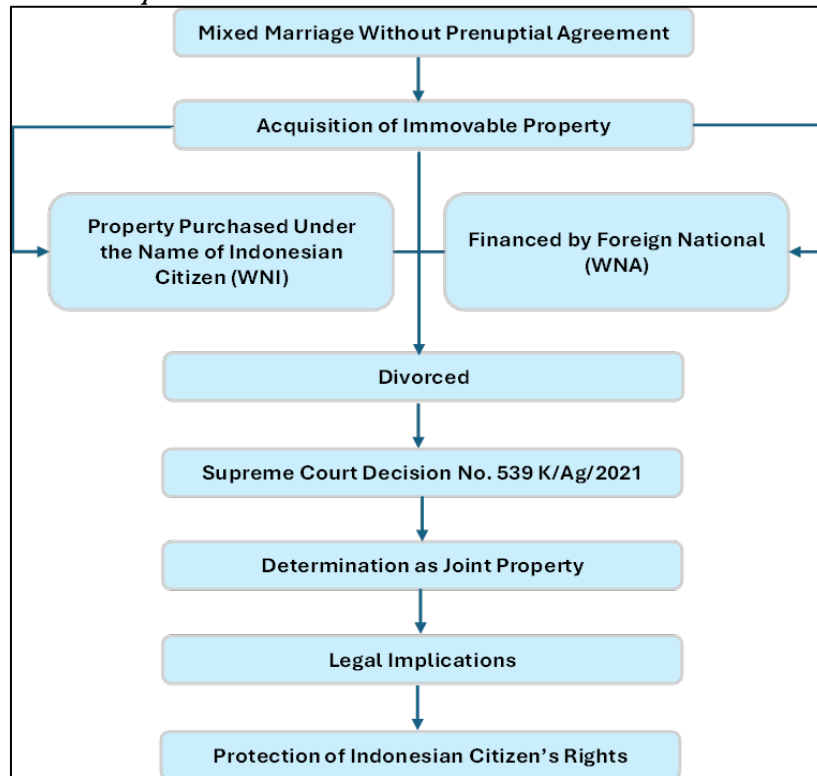 Mixed Marriage Without Prenuptial Agreement
Acquisition of Immovable Property
Property Purchased Under
the Name of Indonesian
Citizen (WNI)
Financed by Foreign National
(WNA)
Divorced
Supreme Court Decision No. 539 K/Ag/2021
Determination as Joint Property
Legal Implications
Protection of Indonesian Citizen's Rights